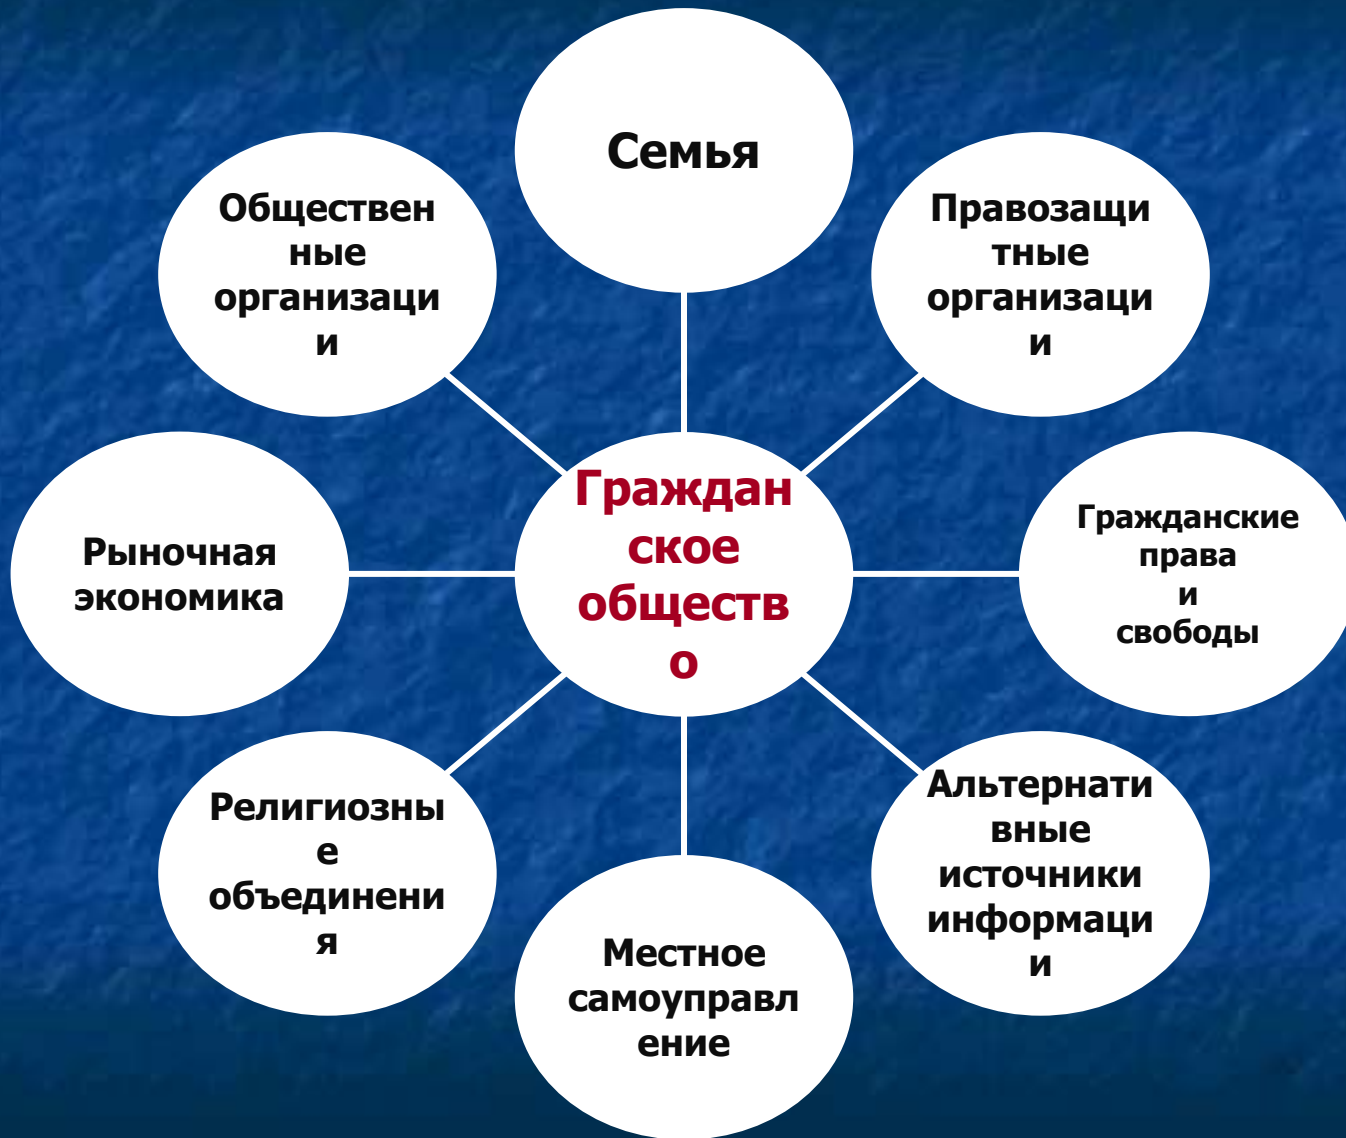 Семья
Обществен
ные
организаци
и
Правозащи
тные
организаци
и
Рыночная
экономика
Граждан
ское
обществ
о
Гражданские
права
и
свободы
Религиозны
е
объединени
я
Альтернати
вные
источники
информаци
и
Местное
самоуправл
ение